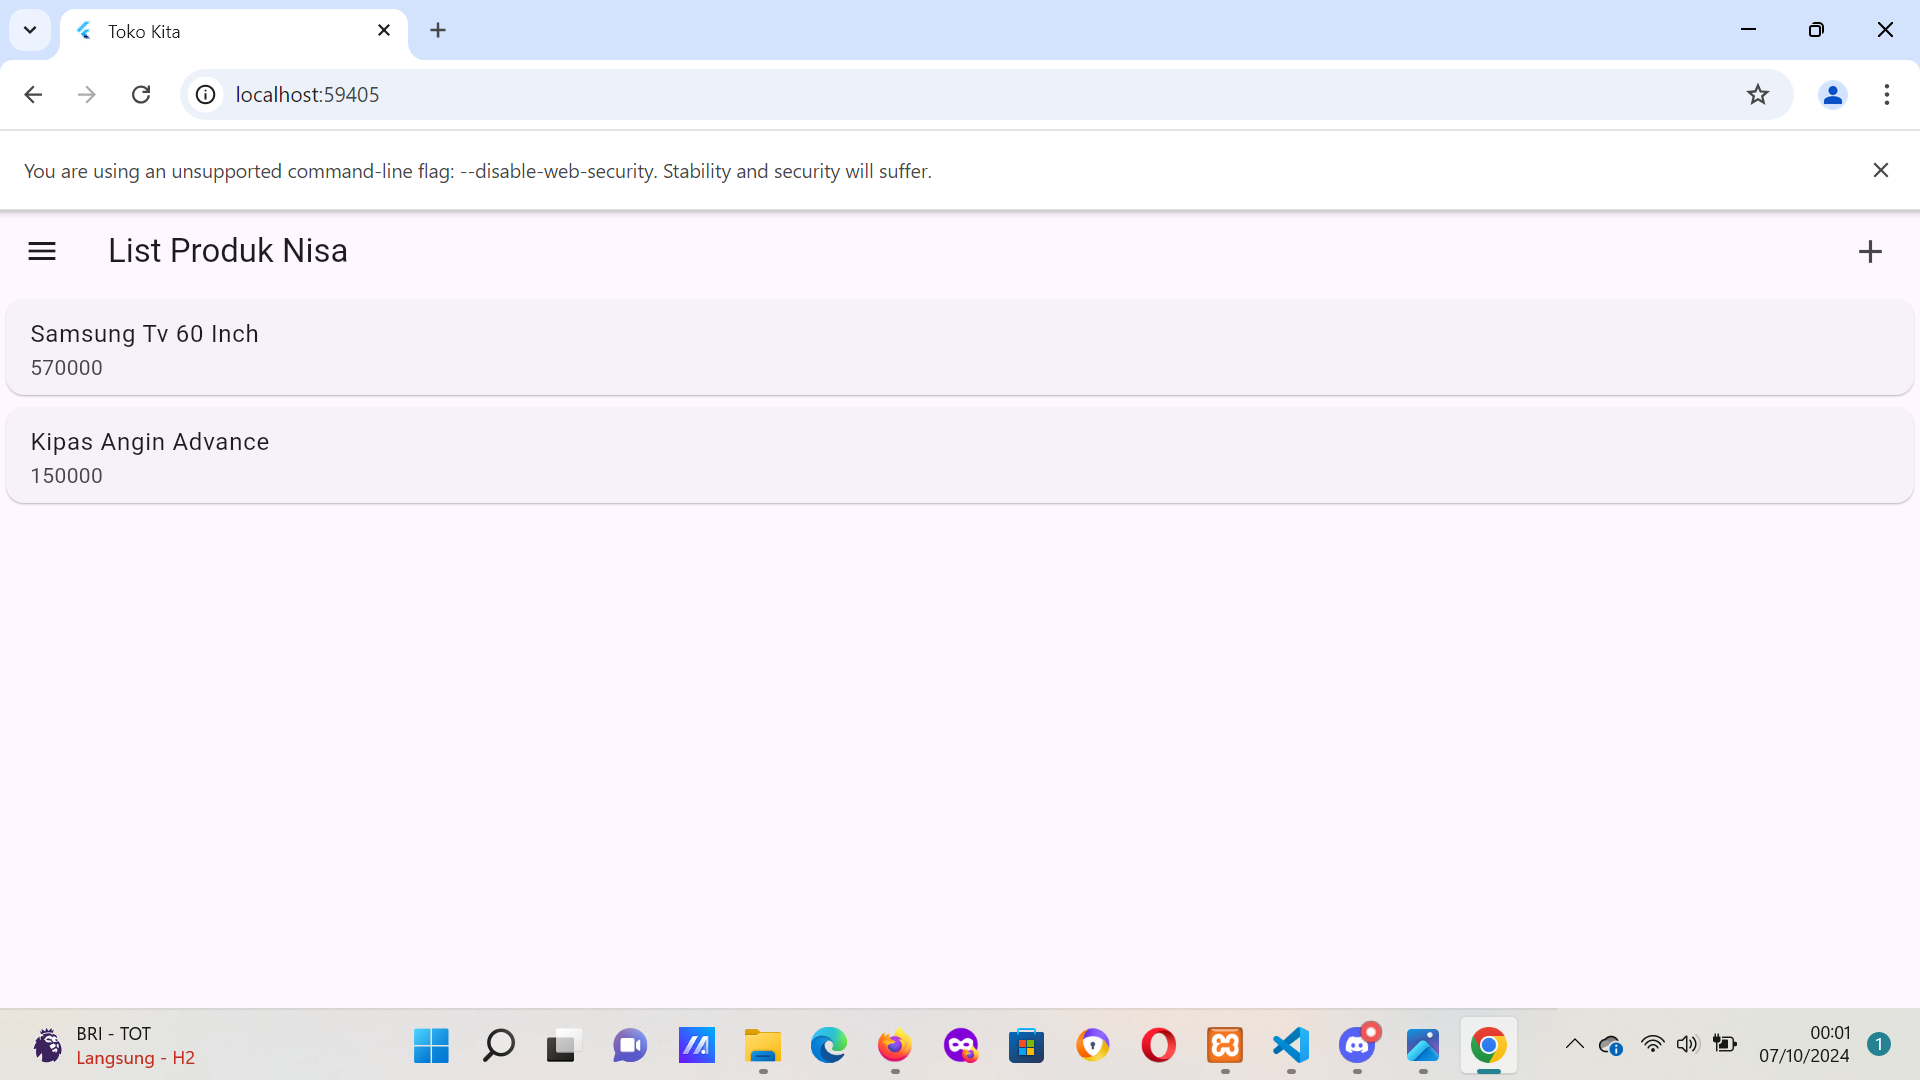 Toko Kita
localhost:59405
You are using an unsupported command-line flag: --disable-web-security. Stability and security will suffer.
List Produk Nisa
Samsung Tv 60 Inch
570000
Kipas Angin Advance
150000
BRI - TOT
Langsung - H2
00:01
07/10/2024
1